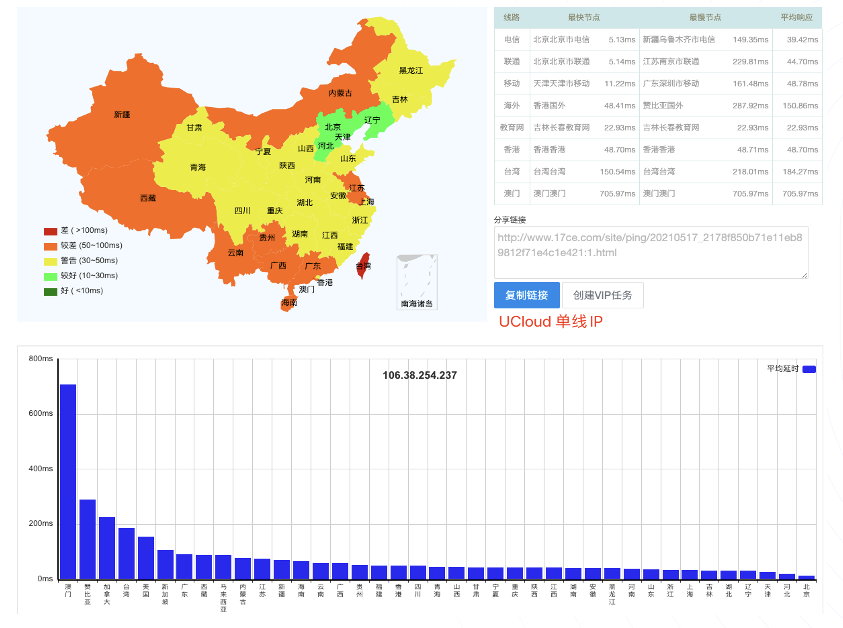 线路 最快节点 最慢节点 平均响应
电信 北京北京市电信 5.13ms 新疆乌鲁木齐市电信 149.35ms 39.42ms
联通 北京北京市联通 5.14ms 江苏南京市联通 229.81ms 44.70ms
移动 天津天津市移动 11.22ms 广东深圳市移动 161.48ms 48.78ms
海外 香港国外 48.41ms 赞比亚国外 287.92ms 150.86ms
教育网 吉林长春教育网 22.93ms 吉林长春教育网 22.93ms 22.93ms
香港 香港香港 48.70ms 香港香港 48.71ms 48.70ms
台湾 台湾台湾 150.54ms 台湾台湾 218.01ms 184.27ms
澳门 澳门澳门 705.97ms 澳门澳门 705.97ms 705.97ms
分享链接
http://www.17ce.com/site/ping/20210517_2178f850b71e11eb8
9812f71e4c1e421:1.html
复制链接 创建VIP任务
UCloud 单线IP
黑龙江
内蒙古
吉林
新疆
辽宁
北京
甘肃
天津
河北
山西
宁夏
山东
陕西
青海
河南
江苏
安徽
西藏
上海
湖北
四川
重庆
浙江
湖南
江西
贵州
福建
云南
广西
广东
台湾
香港
澳门
海南
南海诸岛
差 ( >100ms)
较差 (50~100ms)
警告 (30~50ms)
较好 (10~30ms)
好 ( <10ms)
106.38.254.237
平均延时
800ms
600ms
400ms
200ms
0ms
澳门
赞比亚
加拿大
台湾
美国
新加坡
广东
西藏
马来西亚
内蒙古
江苏
新疆
海南
云南
广西
贵州
福建
香港
四川
青海
山西
甘肃
宁夏
重庆
陕西
江西
湖南
安徽
黑龙江
河南
山东
浙江
上海
吉林
湖北
辽宁
天津
河北
北京